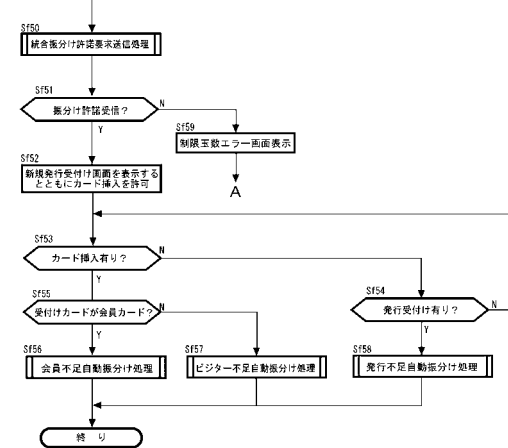 Sf50
統合振分け許諾要求送信処理
Sf51
振分け許諾受信?
N
Y
Sf59
制限玉数エラー画面表示
A
Sf52
新規発行受付け画面を表示する
とともにカード挿入を許可
Sf53
カード挿入有り?
N
Y
Sf54
発行受付け有り?
N
Y
Sf55
受付けカードが会員カード?
N
Y
Sf56
会員不足自動振分け処理
Sf57
ビジター不足自動振分け処理
Sf58
発行不足自動振分け処理
終り